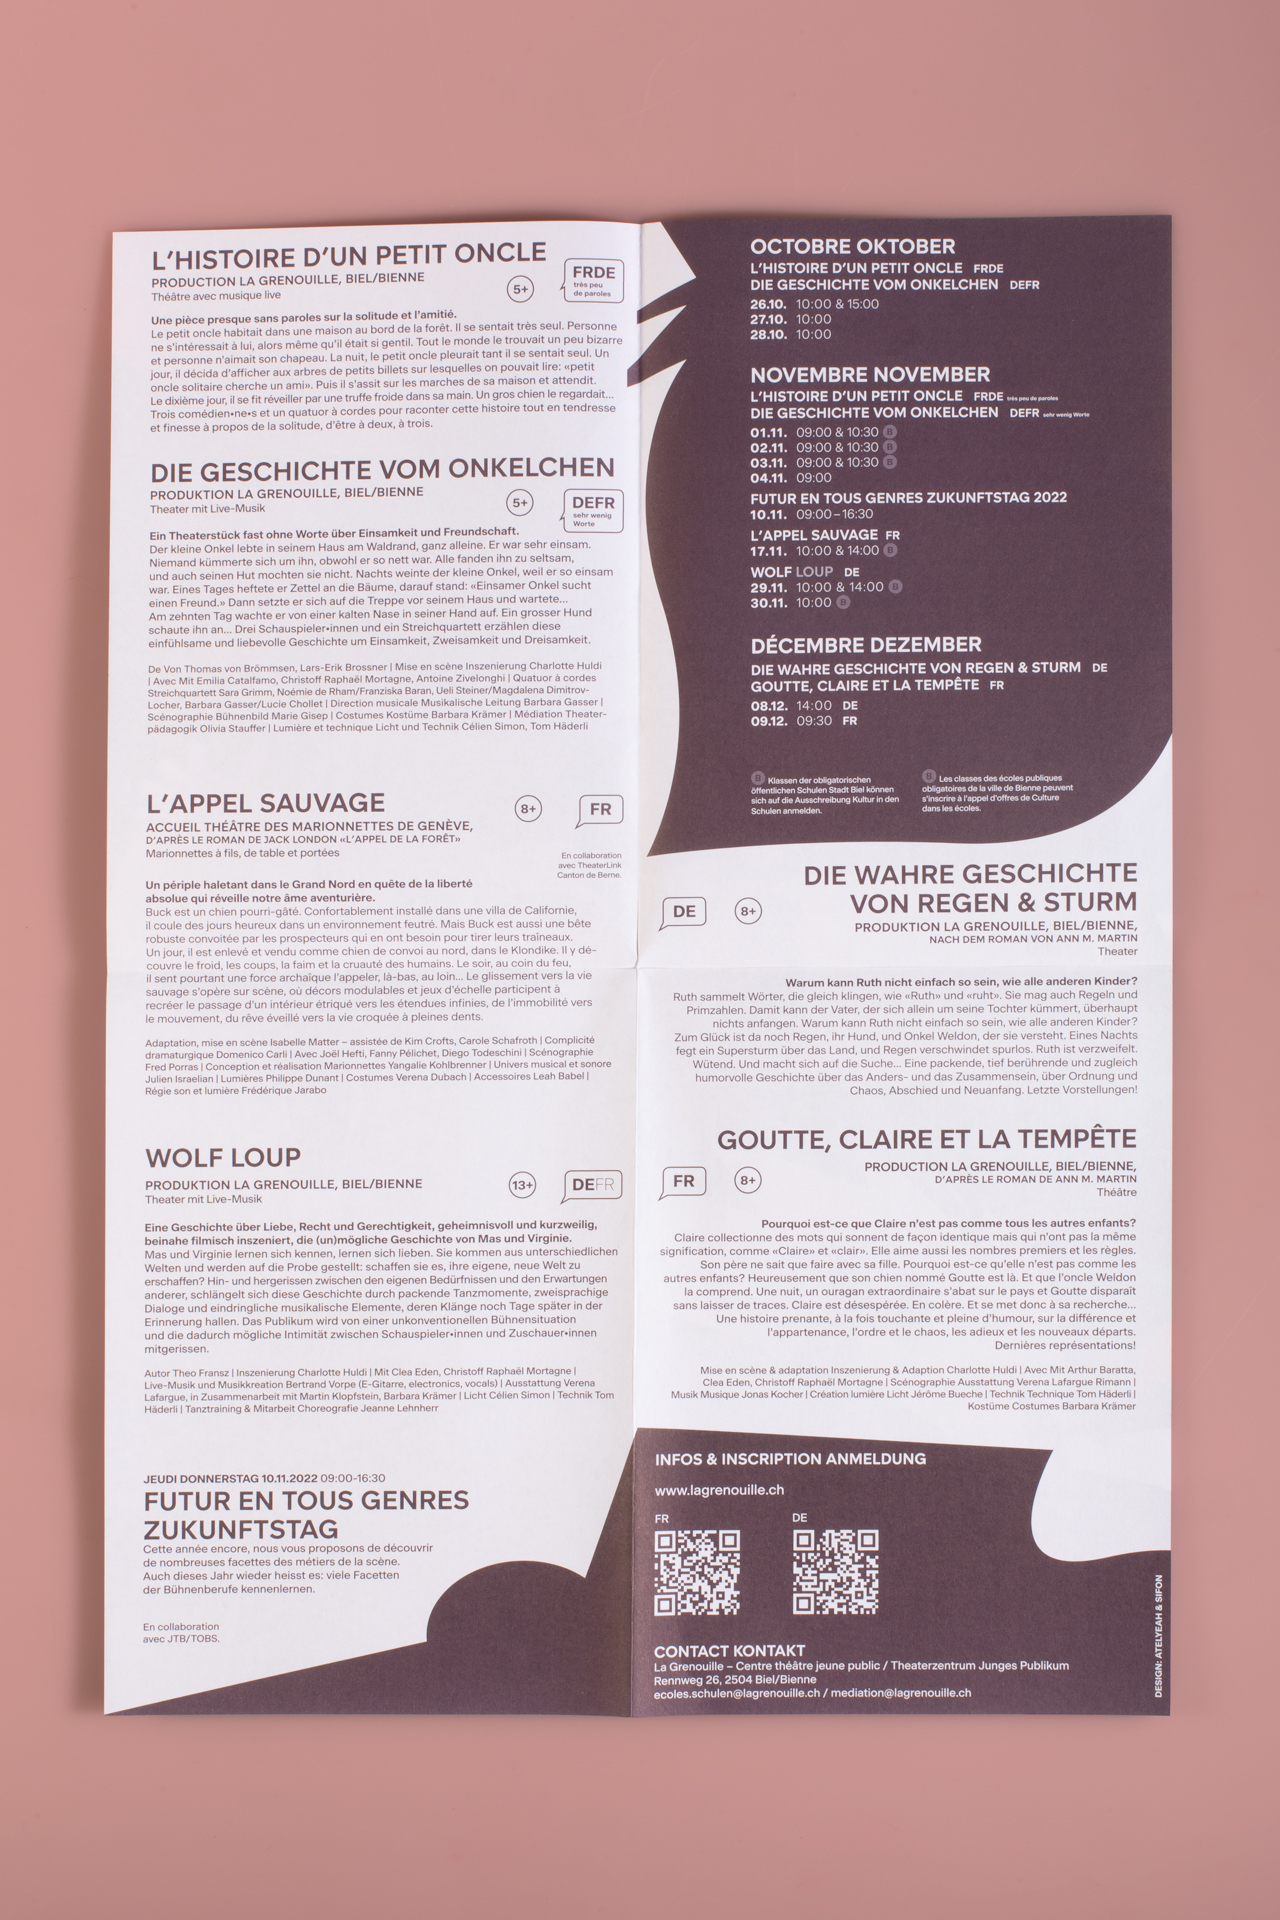 L'HISTOIRE D'UN PETIT ONCLE
PRODUCTION LA GRENOUILLE, BIEL/BIENNE
Théâtre avec musique live
5+
FRDE
très peu
de paroles
Une pièce presque sans paroles sur la solitude et l'amitié.
Le petit oncle habitait dans une maison au bord de la forêt. Il se sentait très seul. Personne
ne s'intéressait à lui, alors même qu'il était si gentil. Tout le monde le trouvait un peu bizarre
et personne n'aimait son chapeau. La nuit, le petit oncle pleurait tant il se sentait seul. Un
jour, il décida d'afficher aux arbres de petits billets sur lesquelles on pouvait lire: «petit
oncle solitaire cherche un ami». Puis il s'assit sur les marches de sa maison et attendit.
Le dixième jour, il se fit réveiller par une truffe froide dans sa main. Un gros chien le regardait...
Trois comédien•ne•s et un quatuor à cordes pour raconter cette histoire tout en tendresse
et finesse à propos de la solitude, d'être à deux, à trois.
DIE GESCHICHTE VOM ONKELCHEN
PRODUKTION LA GRENOUILLE, BIEL/BIENNE
Theater mit Live-Musik
5+
DEFR
sehr wenig
Worte
Ein Theaterstück fast ohne Worte über Einsamkeit und Freundschaft.
Der kleine Onkel lebte in seinem Haus am Waldrand, ganz alleine. Er war sehr einsam.
Niemand kümmerte sich um ihn, obwohl er so nett war. Alle fanden ihn zu seltsam,
und auch seinen Hut mochten sie nicht. Nachts weinte der kleine Onkel, weil er so einsam
war. Eines Tages heftete er Zettel an die Bäume, darauf stand: «Einsamer Onkel sucht
einen Freund.» Dann setzte er sich auf die Treppe vor seinem Haus und wartete...
Am zehnten Tag wachte er von einer kalten Nase in seiner Hand auf. Ein grosser Hund
schaute ihn an... Drei Schauspieler•innen und ein Streichquartett erzählen diese
einfühlsame und liebevolle Geschichte um Einsamkeit, Zweisamkeit und Dreisamkeit.
De Von Thomas von Brömmsen, Lars-Erik Brossner | Mise en scène Inszenierung Charlotte Huldi
| Avec Mit Emilia Catalfamo, Christoff Raphaël Mortagne, Antoine Zivelonghi | Quatuor à cordes
Streichquartett Sara Grimm, Noémie de Rham/Franziska Baran, Ueli Steiner/Magdalena Dimitrov-
Locher, Barbara Gasser/Lucie Chollet | Direction musicale Musikalische Leitung Barbara Gasser |
Scénographie Bühnenbild Marie Gisep | Costumes Kostüme Barbara Krämer | Médiation Theater-
pädagogik Olivia Stauffer | Lumière et technique Licht und Technik Célien Simon, Tom Häderli
L'APPEL SAUVAGE
ACCUEIL THÉÂTRE DES MARIONNETTES DE GENÈVE,
D'APRÈS LE ROMAN DE JACK LONDON «L'APPEL DE LA FORÊT»
Marionnettes à fils, de table et portées
8+
FR
En collaboration
avec TheaterLink
Canton de Berne.
Un périple haletant dans le Grand Nord en quête de la liberté
absolue qui réveille notre âme aventurière.
Buck est un chien pourri-gâté. Confortablement installé dans une villa de Californie,
il coule des jours heureux dans un environnement feutré. Mais Buck est aussi une bête
robuste convoitée par les prospecteurs qui en ont besoin pour tirer leurs traîneaux.
Un jour, il est enlevé et vendu comme chien de convoi au nord, dans le Klondike. Il y dé-
couvre le froid, les coups, la faim et la cruauté des humains. Le soir, au coin du feu,
il sent pourtant une force archaïque l'appeler, là-bas, au loin... Le glissement vers la vie
sauvage s'opère sur scène, où décors modulables et jeux d'échelle participent à
recréer le passage d'un intérieur étriqué vers les étendues infinies, de l'immobilité vers
le mouvement, du rêve éveillé vers la vie croquée à pleines dents.
Adaptation, mise en scène Isabelle Matter – assistée de Kim Crofts, Carole Schafroth | Complicité
dramaturgique Domenico Carli | Avec Joël Hefti, Fanny Pélichet, Diego Todeschini | Scénographie
Fred Porras | Conception et réalisation Marionnettes Yangalie Kohlbrenner | Univers musical et sonore
Julien Israelian | Lumières Philippe Dunant | Costumes Verena Dubach | Accessoires Leah Babel |
Régie son et lumière Frédérique Jarabo
WOLF LOUP
PRODUKTION LA GRENOUILLE, BIEL/BIENNE
Theater mit Live-Musik
13+
DEFR
Eine Geschichte über Liebe, Recht und Gerechtigkeit, geheimnisvoll und kurzweilig,
beinahe filmisch inszeniert, die (un)mögliche Geschichte von Mas und Virginie.
Mas und Virginie lernen sich kennen, lernen sich lieben. Sie kommen aus unterschiedlichen
Welten und werden auf die Probe gestellt: schaffen sie es, ihre eigene, neue Welt zu
erschaffen? Hin- und hergerissen zwischen den eigenen Bedürfnissen und den Erwartungen
anderer, schlängelt sich diese Geschichte durch packende Tanzmomente, zweisprachige
Dialoge und eindringliche musikalische Elemente, deren Klänge noch Tage später in der
Erinnerung hallen. Das Publikum wird von einer unkonventionellen Bühnensituation
und die dadurch mögliche Intimität zwischen Schauspieler•innen und Zuschauer•innen
mitgerissen.
Autor Theo Fransz | Inszenierung Charlotte Huldi | Mit Clea Eden, Christoff Raphaël Mortagne |
Live-Musik und Musikkreation Bertrand Vorpe (E-Gitarre, electronics, vocals) | Ausstattung Verena
Lafargue, in Zusammenarbeit mit Martin Klopfstein, Barbara Krämer | Licht Célien Simon | Technik Tom
Häderli | Tanztraining & Mitarbeit Choreografie Jeanne Lehnherr
JEUDI DONNERSTAG 10.11.2022 09:00-16:30
FUTUR EN TOUS GENRES
ZUKUNFTSTAG
Cette année encore, nous vous proposons de découvrir
de nombreuses facettes des métiers de la scène.
Auch dieses Jahr wieder heisst es: viele Facetten
der Bühnenberufe kennenlernen.
En collaboration
avec JTB/TOBS.
OCTOBRE OKTOBER
L'HISTOIRE D'UN PETIT ONCLE FRDE
DIE GESCHICHTE VOM ONKELCHEN DEFR
26.10. 10:00 & 15:00
27.10. 10:00
28.10. 10:00
NOVEMBRE NOVEMBER
L'HISTOIRE D'UN PETIT ONCLE FRDE très peu de paroles
DIE GESCHICHTE VOM ONKELCHEN DEFR sehr wenig Worte
01.11. 09:00 & 10:30 B
02.11. 09:00 & 10:30 B
03.11. 09:00 & 10:30 B
04.11. 09:00
FUTUR EN TOUS GENRES ZUKUNFTSTAG 2022
10.11. 09:00–16:30
L'APPEL SAUVAGE FR
17.11. 10:00 & 14:00 B
WOLF LOUP DE
29.11. 10:00 & 14:00 B
30.11. 10:00 B
DÉCEMBRE DEZEMBER
DIE WAHRE GESCHICHTE VON REGEN & STURM DE
GOUTTE, CLAIRE ET LA TEMPÊTE FR
08.12. 14:00 DE
09.12. 09:30 FR
B Klassen der obligatorischen
öffentlichen Schulen Stadt Biel können
sich auf die Ausschreibung Kultur in den
Schulen anmelden.
B Les classes des écoles publiques
obligatoires de la ville de Bienne peuvent
s'inscrire à l'appel d'offres de Culture
dans les écoles.
DIE WAHRE GESCHICHTE
VON REGEN & STURM
DE
8+
PRODUKTION LA GRENOUILLE, BIEL/BIENNE,
NACH DEM ROMAN VON ANN M. MARTIN
Theater
Warum kann Ruth nicht einfach so sein, wie alle anderen Kinder?
Ruth sammelt Wörter, die gleich klingen, wie «Ruth» und «ruht». Sie mag auch Regeln und
Primzahlen. Damit kann der Vater, der sich allein um seine Tochter kümmert, überhaupt
nichts anfangen. Warum kann Ruth nicht einfach so sein, wie alle anderen Kinder?
Zum Glück ist da noch Regen, ihr Hund, und Onkel Weldon, der sie versteht. Eines Nachts
fegt ein Supersturm über das Land, und Regen verschwindet spurlos. Ruth ist verzweifelt.
Wütend. Und macht sich auf die Suche... Eine packende, tief berührende und zugleich
humorvolle Geschichte über das Anders- und das Zusammensein, über Ordnung und
Chaos, Abschied und Neuanfang. Letzte Vorstellungen!
GOUTTE, CLAIRE ET LA TEMPÊTE
FR
8+
PRODUCTION LA GRENOUILLE, BIEL/BIENNE,
D'APRÈS LE ROMAN DE ANN M. MARTIN
Théâtre
Pourquoi est-ce que Claire n'est pas comme tous les autres enfants?
Claire collectionne des mots qui sonnent de façon identique mais qui n'ont pas la même
signification, comme «Claire» et «clair». Elle aime aussi les nombres premiers et les règles.
Son père ne sait que faire avec sa fille. Pourquoi est-ce qu'elle n'est pas comme les
autres enfants? Heureusement que son chien nommé Goutte est là. Et que l'oncle Weldon
la comprend. Une nuit, un ouragan extraordinaire s'abat sur le pays et Goutte disparaît
sans laisser de traces. Claire est désespérée. En colère. Et se met donc à sa recherche...
Une histoire prenante, à la fois touchante et pleine d'humour, sur la différence et
l'appartenance, l'ordre et le chaos, les adieux et les nouveaux départs.
Dernières représentations!
Mise en scène & adaptation Inszenierung & Adaption Charlotte Huldi | Avec Mit Arthur Baratta,
Clea Eden, Christoff Raphaël Mortagne | Scénographie Ausstattung Verena Lafargue Rimann |
Musik Musique Jonas Kocher | Création lumière Licht Jérôme Bueche | Technik Technique Tom Häderli |
Kostüme Costumes Barbara Krämer
INFOS & INSCRIPTION ANMELDUNG
www.lagrenouille.ch
FR
DE
CONTACT KONTAKT
La Grenouille – Centre théâtre jeune public / Theaterzentrum Junges Publikum
Rennweg 26, 2504 Biel/Bienne
ecoles.schulen@lagrenouille.ch / mediation@lagrenouille.ch
DESIGN: ATELYEAH & SIFON